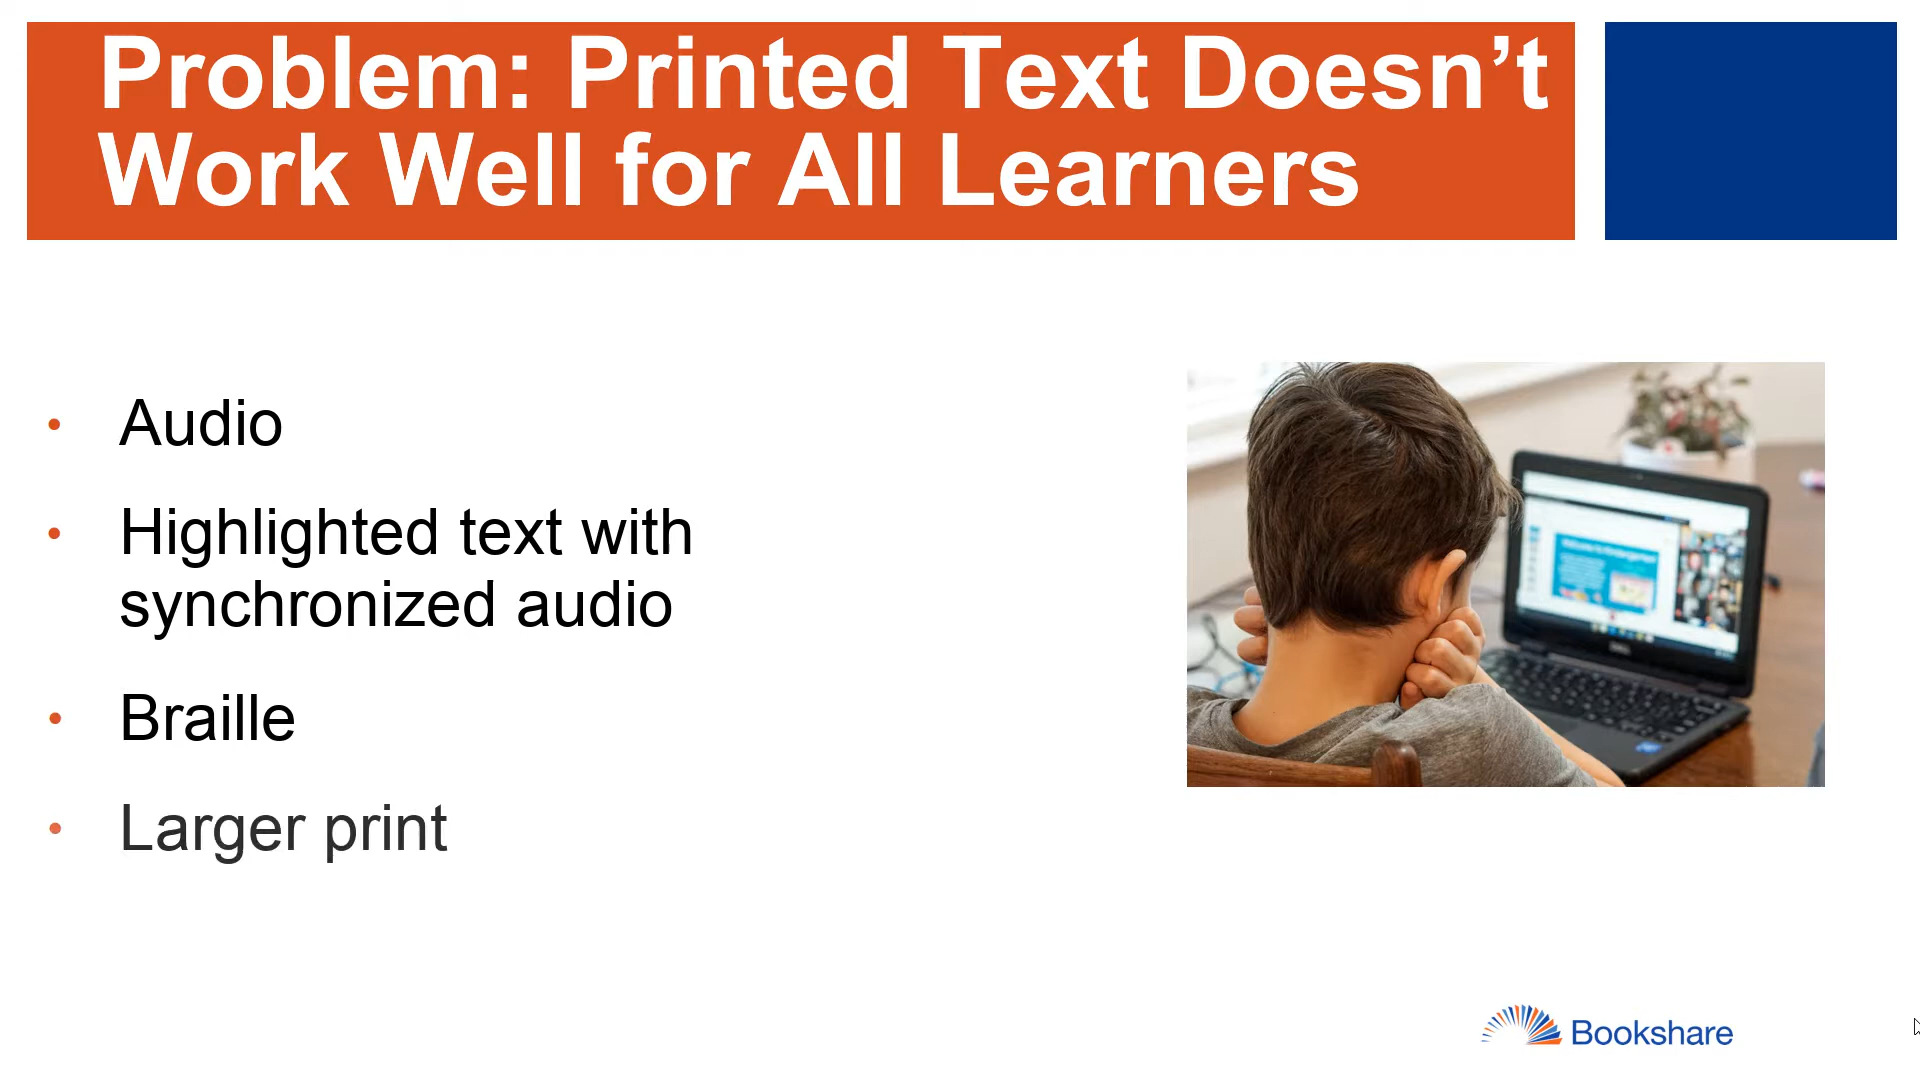 Problem: Printed Text Doesn’t
Work Well for All Learners
• Audio
• Highlighted text with
synchronized audio
• Braille
• Larger print
Bookshare